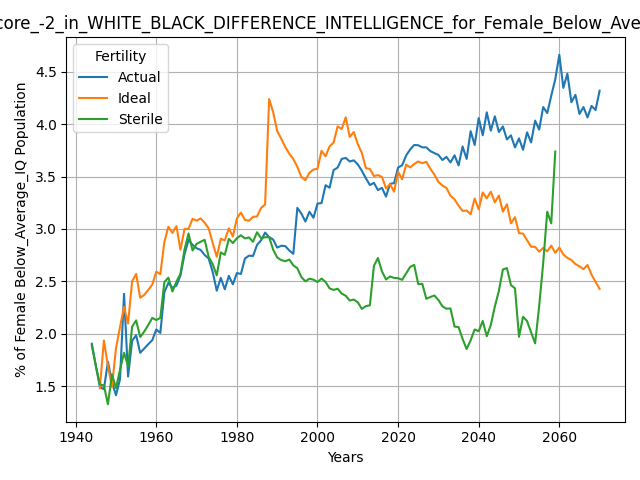 core_-2_in_WHITE_BLACK_DIFFERENCE_INTELLIGENCE_for_Female_Below_Ave
Fertility
Actual
Ideal
Sterile
% of Female Below_Average_IQ Population
4.5
4.0
3.5
3.0
2.5
2.0
1.5
1940 1960 1980 2000 2020 2040 2060
Years